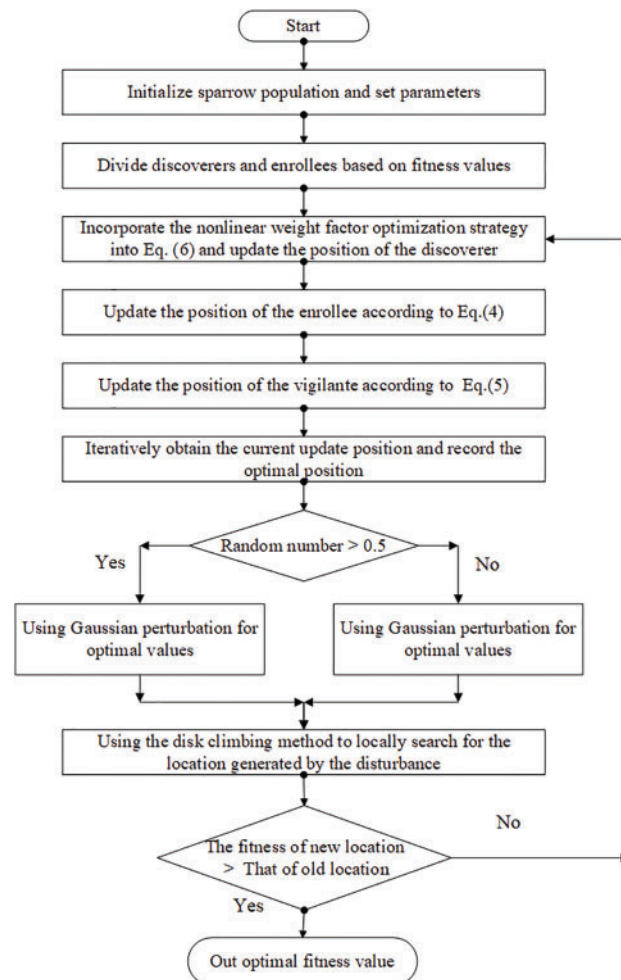 Start
Initialize sparrow population and set parameters
Divide discoverers and enrollees based on fitness values
Incorporate the nonlinear weight factor optimization strategy
into Eq. (6) and update the position of the discoverer
Update the position of the enrollee according to Eq.(4)
Update the position of the vigilante according to Eq.(5)
Iteratively obtain the current update position and record the
optimal position
Random number > 0.5
Yes
No
Using Gaussian perturbation for
optimal values
Using Gaussian perturbation for
optimal values
Using the disk climbing method to locally search for the
location generated by the disturbance
The fitness of new location
> That of old location
No
Yes
Out optimal fitness value